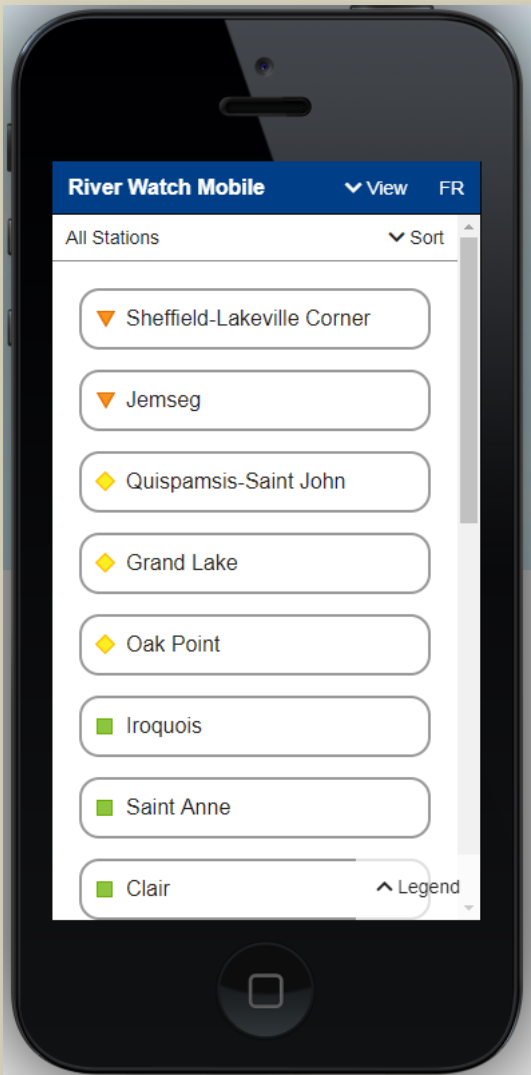 River Watch Mobile View FR
All Stations Sort
Sheffield-Lakeville Corner
Jemseg
Quispamsis-Saint John
Grand Lake
Oak Point
Iroquois
Saint Anne
Clair
Legend